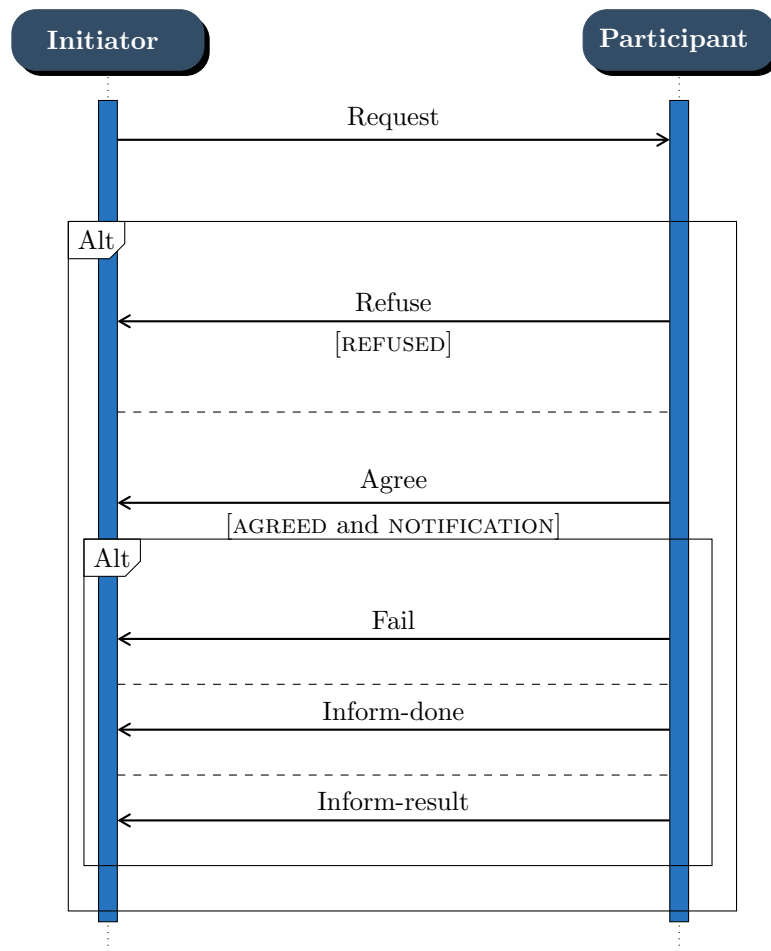 Initiator
Participant
Request
Alt
Refuse
[REFUSED]
Agree
[AGREED and NOTIFICATION]
Alt
Fail
Inform-done
Inform-result